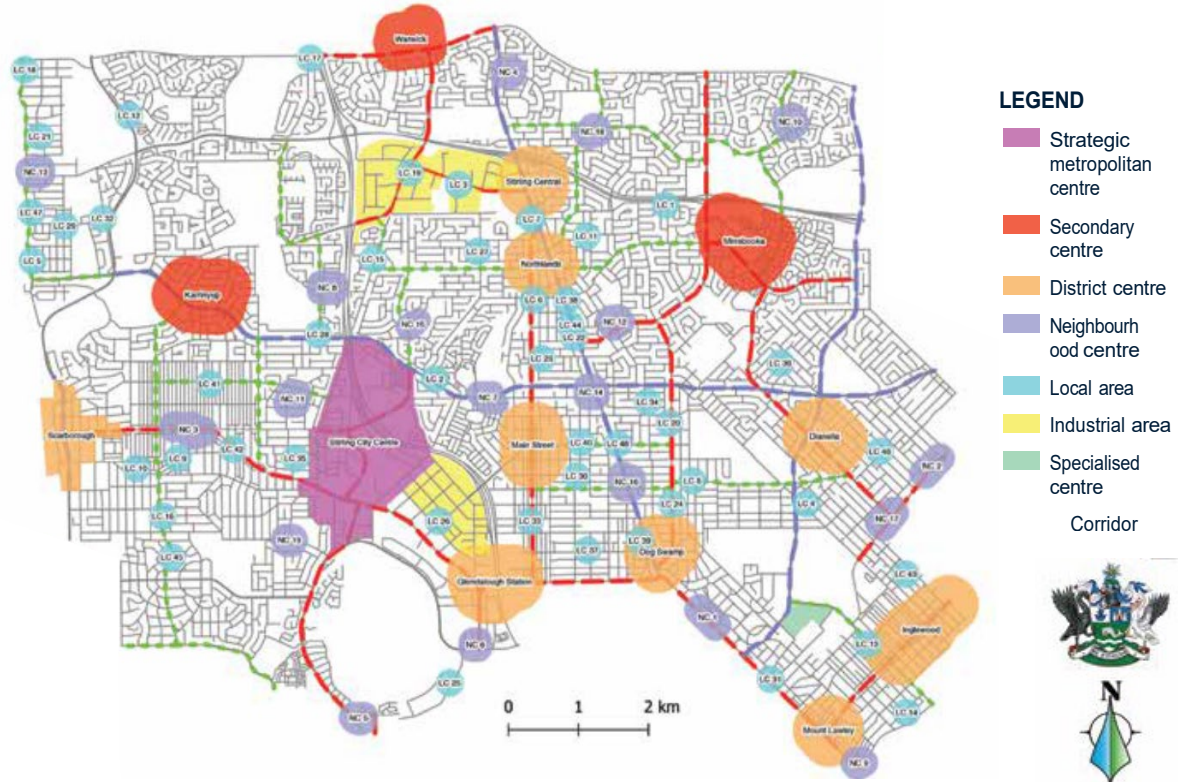 Warwick
LC 17
LC 18
NC 4
LC 12
NC 18
NC 10
LC 21
NC 13
LC 19
LC 3
Stirling Central
LC 47
LC 29
LC 32
LC 7
LC 1
LC 11
Mirrabooka
LC 5
LC 15
LC 27
Northlands
Karrinyup
NC 8
LC 6
LC 38
NC 15
LC 44
NC 12
LC 28
LC 22
LC 23
LC 2
LC 41
NC 11
NC 7
NC 14
LC 34
LC 20
Scarborough
NC 3
LC 42
Stirling City Centre
Main Street
LC 40
LC 48
Dianella
LC 10
LC 9
LC 35
LC 36
NC 16
LC 8
NC 2
LC 16
LC 26
LC 33
LC 24
LC 4
NC 17
NC 19
LC 39
Dog Swamp
LC 37
Glendalough Station
NC 1
Inglewood
LC 13
NC 6
LC 25
LC 31
LC 14
NC 5
Mount Lawley
NC 9
0 1 2 km
LEGEND
Strategic
metropolitan
centre
Secondary
centre
District centre
Neighbourh
ood centre
Local area
Industrial area
Specialised
centre
Corridor
N